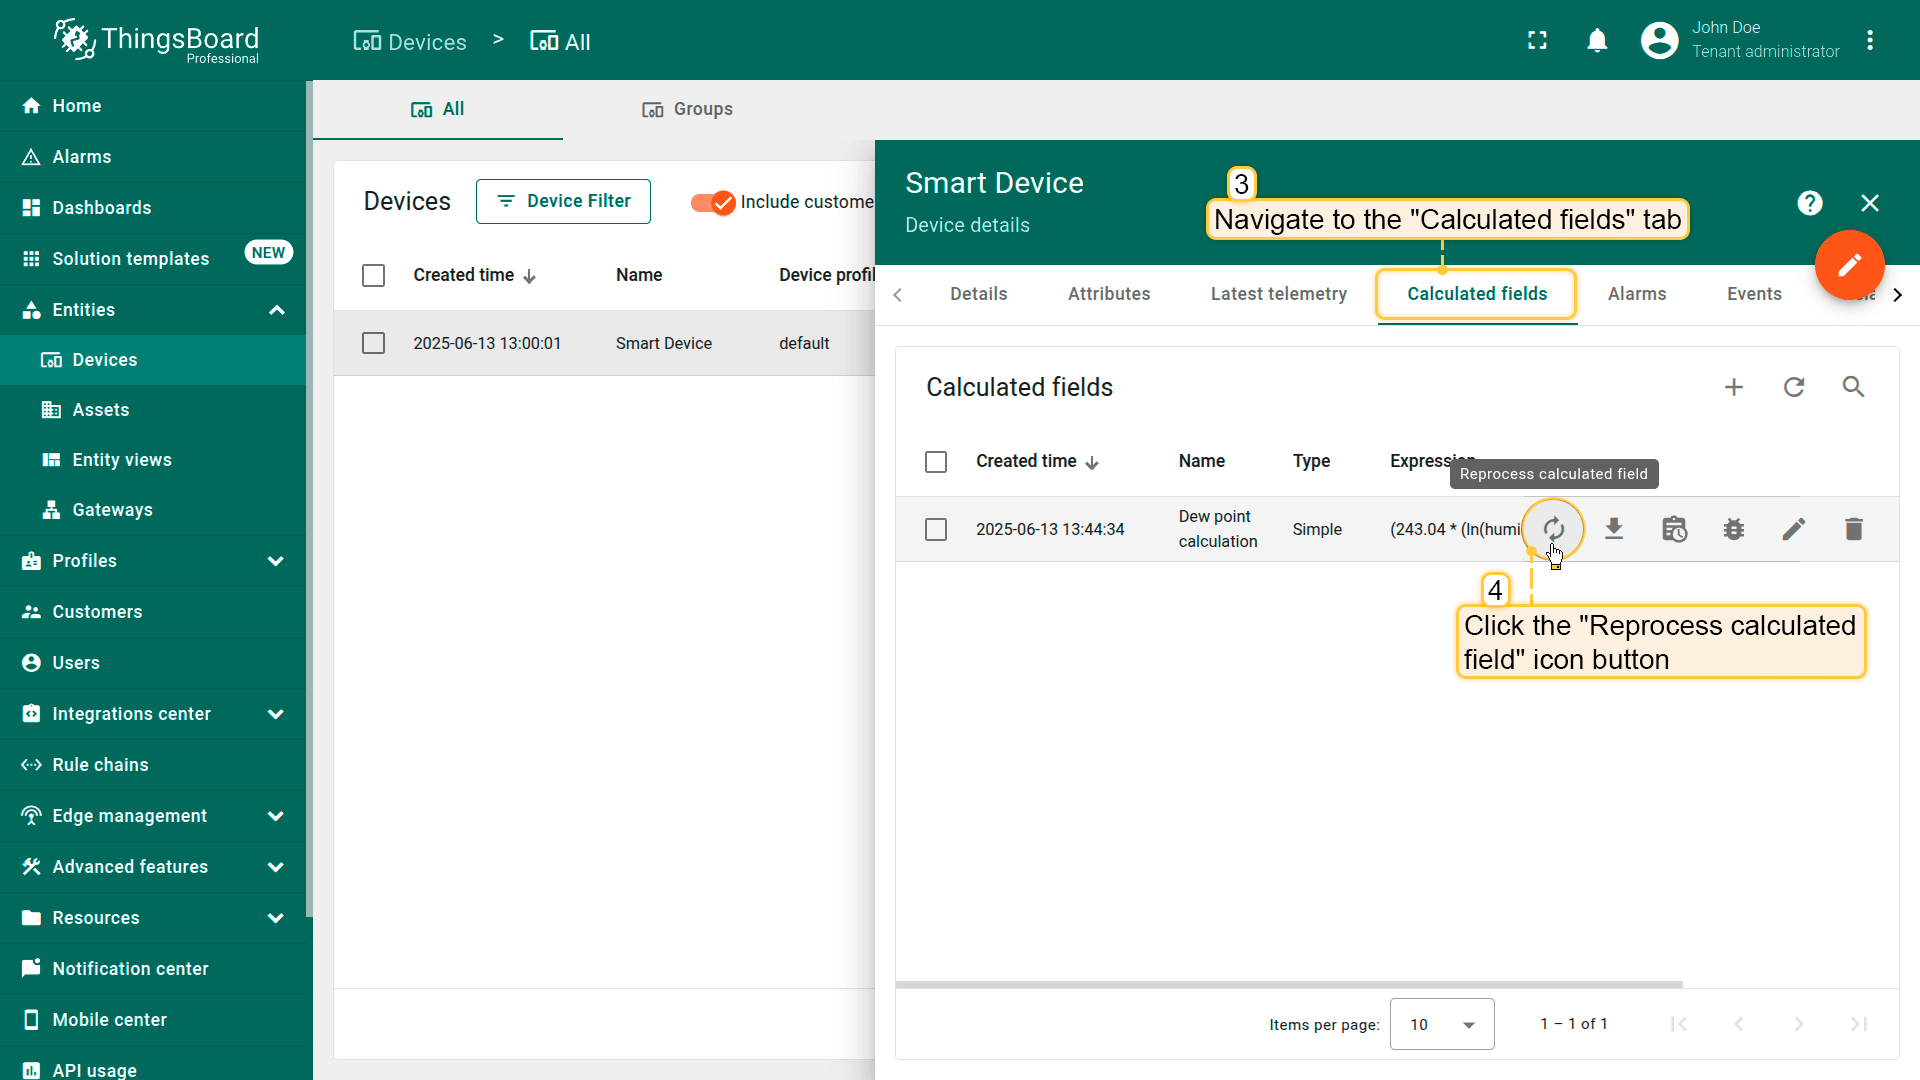 ThingsBoard
Professional
Devices > All
John Doe
Tenant administrator
Home
Alarms
Dashboards
Solution templates
NEW
Entities
Devices
Assets
Entity views
Gateways
Profiles
Customers
Users
Integrations center
Rule chains
Edge management
Advanced features
Resources
Notification center
Mobile center
API usage
All
Groups
Devices
Device Filter
Include custome
Created time
Name
Device profil
2025-06-13 13:00:01
Smart Device
default
Smart Device
Device details
3
Navigate to the "Calculated fields" tab
Details
Attributes
Latest telemetry
Calculated fields
Alarms
Events
Calculated fields
Created time
Name
Type
Expression
Reprocess calculated field
2025-06-13 13:44:34
Dew point
calculation
Simple
(243.04 * (ln(humi
4
Click the "Reprocess calculated
field" icon button
Items per page:
10
1 – 1 of 1